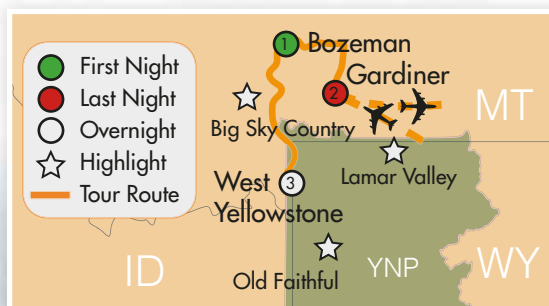 First Night
Last Night
Overnight
Highlight
Tour Route
1
Bozeman
Gardiner
2
MT
Big Sky Country
Lamar Valley
West
3
Yellowstone
Old Faithful
YNP
WY
ID